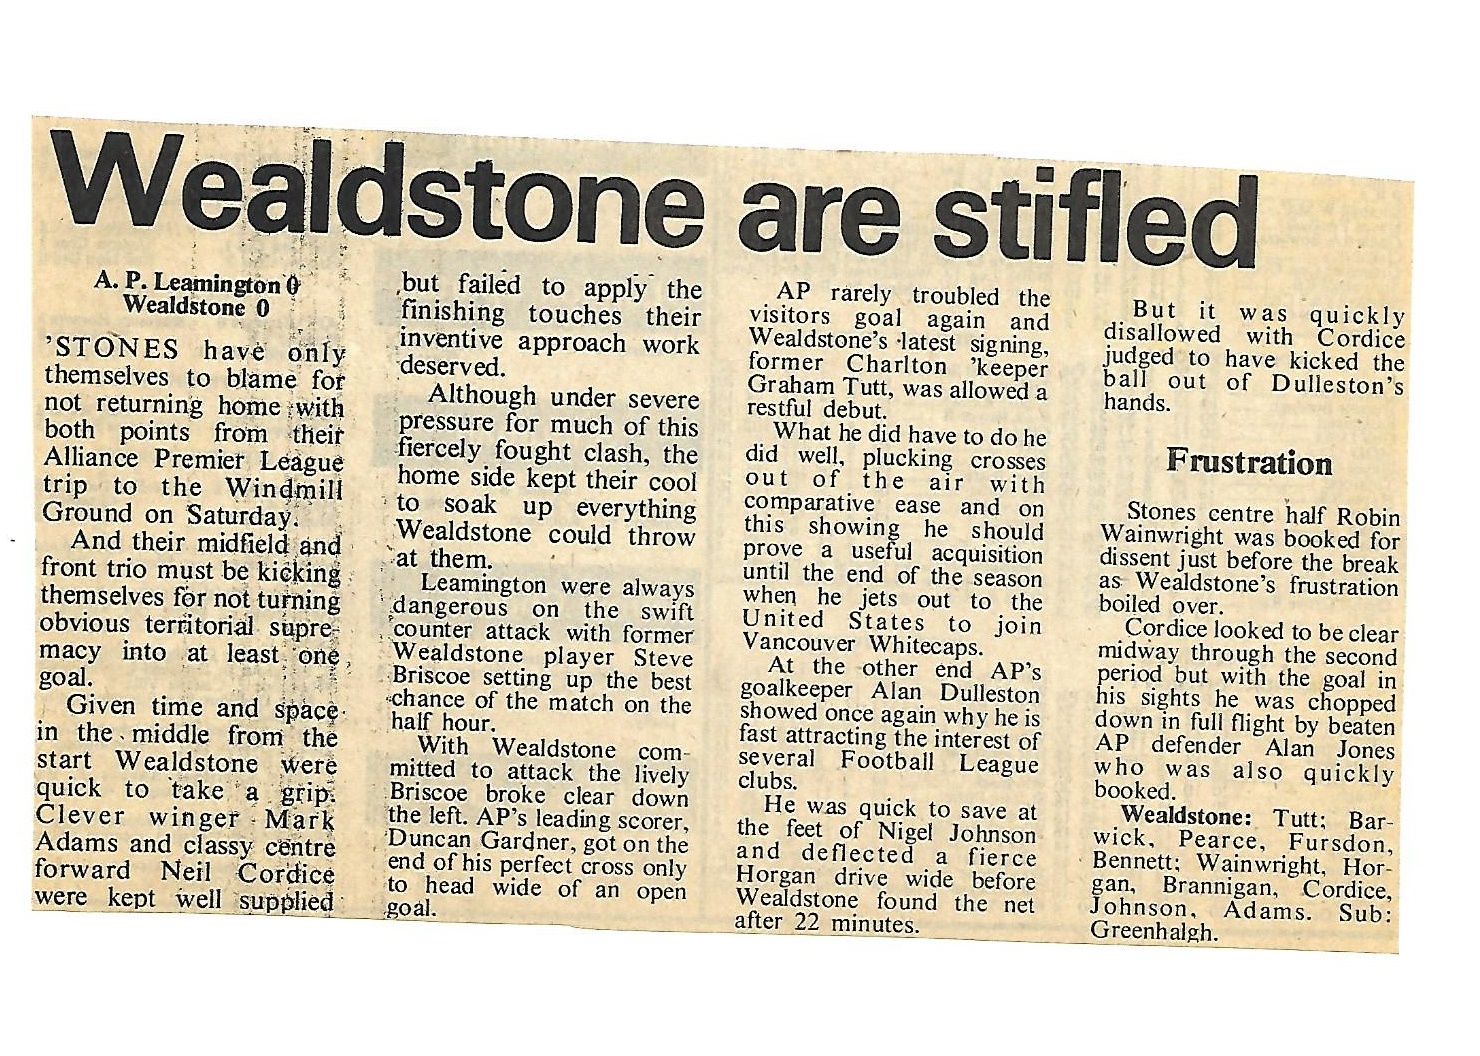 Wealdstone are stifled
A. P. Leamington 0
Wealdstone 0
'STONES have only
themselves to blame for
not returning home with
both points from their
Alliance Premier League
trip to the Windmill
Ground on Saturday.
And their midfield and
front trio must be kicking
themselves for not turning
obvious territorial supre-
macy into at least one
goal.
Given time and space
in the middle from the
start Wealdstone were
quick to take a grip.
Clever winger Mark
Adams and classy centre
forward Neil Cordice
were kept well supplied
but failed to apply the
finishing touches their
inventive approach work
deserved.
Although under severe
pressure for much of this
fiercely fought clash, the
home side kept their cool
to soak up everything
Wealdstone could throw
at them.
Leamington were always
dangerous on the swift
counter attack with former
Wealdstone player Steve
Briscoe setting up the best
chance of the match on the
half hour.
With Wealdstone com-
mitted to attack the lively
Briscoe broke clear down
the left. AP's leading scorer,
Duncan Gardner, got on the
end of his perfect cross only
to head wide of an open
goal.
AP rarely troubled the
visitors goal again and
Wealdstone's latest signing,
former Charlton 'keeper
Graham Tutt, was allowed a
restful debut.
What he did have to do he
did well, plucking crosses
out of the air with
comparative ease and on
this showing he should
prove a useful acquisition
until the end of the season
when he jets out to the
United States to join
Vancouver Whitecaps.
At the other end AP's
goalkeeper Alan Dulleston
showed once again why he is
fast attracting the interest of
several Football League
clubs.
He was quick to save at
the feet of Nigel Johnson
and deflected a fierce
Horgan drive wide before
Wealdstone found the net
after 22 minutes.
But it was quickly
disallowed with Cordice
judged to have kicked the
ball out of Dulleston's
hands.
Frustration
Stones centre half Robin
Wainwright was booked for
dissent just before the break
as Wealdstone's frustration
boiled over.
Cordice looked to be clear
midway through the second
period but with the goal in
his sights he was chopped
down in full flight by beaten
AP defender Alan Jones
who was also quickly
booked.
Wealdstone: Tutt; Bar-
wick, Pearce, Fursdon,
Bennett; Wainwright, Hor-
gan, Brannigan, Cordice,
Johnson, Adams. Sub:
Greenhalgh.